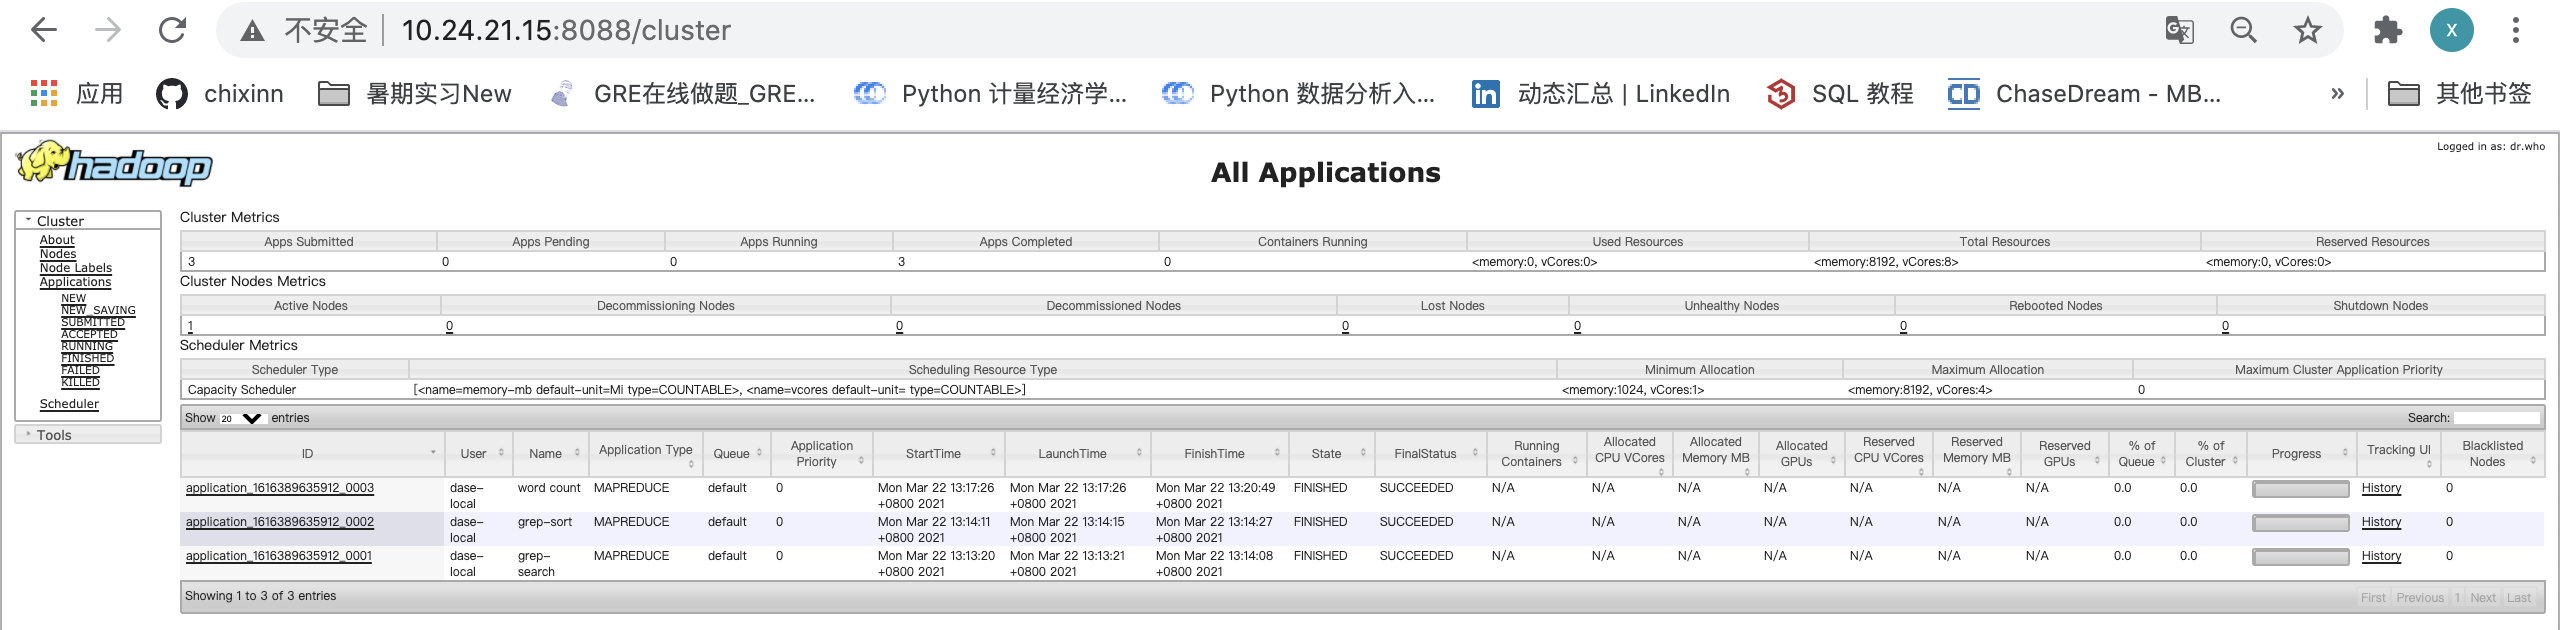 不安全 | 10.24.21.15:8088/cluster
X
应用 chixinn 暑期实习New GRE在线做题_GRE... Python 计量经济学... Python 数据分析入... 动态汇总 | LinkedIn SQL 教程 ChaseDream - MB... » 其他书签
hadoop
All Applications
Logged in as: dr.who
Cluster
About
Nodes
Node Labels
Applications
NEW
NEW_SAVING
SUBMITTED
ACCEPTED
RUNNING
FINISHED
FAILED
KILLED
Scheduler
Tools
Cluster Metrics
Apps Submitted Apps Pending Apps Running Apps Completed Containers Running Used Resources Total Resources Reserved Resources
3 0 0 3 0 <memory:0, vCores:0> <memory:8192, vCores:8> <memory:0, vCores:0>
Cluster Nodes Metrics
Active Nodes Decommissioning Nodes Decommissioned Nodes Lost Nodes Unhealthy Nodes Rebooted Nodes Shutdown Nodes
1 0 0 0 0 0 0
Scheduler Metrics
Scheduler Type Scheduling Resource Type Minimum Allocation Maximum Allocation Maximum Cluster Application Priority
Capacity Scheduler [<name=memory-mb default-unit=Mi type=COUNTABLE>, <name=vcores default-unit= type=COUNTABLE>] <memory:1024, vCores:1> <memory:8192, vCores:4> 0
Show 20 entries Search:
ID User Name Application Type Queue Application Priority StartTime LaunchTime FinishTime State FinalStatus Running Containers Allocated CPU VCores Allocated Memory MB Allocated GPUs Reserved CPU VCores Reserved Memory MB Reserved GPUs % of Queue % of Cluster Progress Tracking UI Blacklisted Nodes
application_1616389635912_0003 dase-local word count MAPREDUCE default 0 Mon Mar 22 13:17:26 +0800 2021 Mon Mar 22 13:17:26 +0800 2021 Mon Mar 22 13:20:49 +0800 2021 FINISHED SUCCEEDED N/A N/A N/A N/A N/A N/A N/A 0.0 0.0 History 0
application_1616389635912_0002 dase-local grep-sort MAPREDUCE default 0 Mon Mar 22 13:14:11 +0800 2021 Mon Mar 22 13:14:15 +0800 2021 Mon Mar 22 13:14:27 +0800 2021 FINISHED SUCCEEDED N/A N/A N/A N/A N/A N/A N/A 0.0 0.0 History 0
application_1616389635912_0001 dase-local grep-search MAPREDUCE default 0 Mon Mar 22 13:13:20 +0800 2021 Mon Mar 22 13:13:21 +0800 2021 Mon Mar 22 13:14:08 +0800 2021 FINISHED SUCCEEDED N/A N/A N/A N/A N/A N/A N/A 0.0 0.0 History 0
Showing 1 to 3 of 3 entries First Previous 1 Next Last